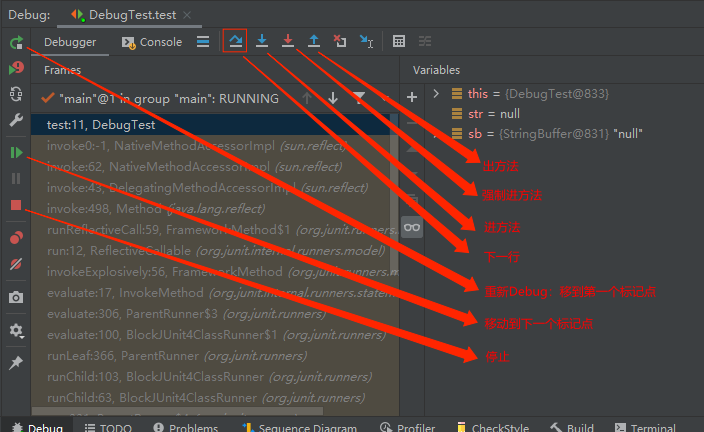 Debug: DebugTest.test
Debugger Console
Frames
Variables
"main"@1 in group "main": RUNNING
test:11, DebugTest
invoke0:-1, NativeMethodAccessorImpl (sun.reflect)
invoke:62, NativeMethodAccessorImpl (sun.reflect)
invoke:43, DelegatingMethodAccessorImpl (sun.reflect)
invoke:498, Method (java.lang.reflect)
runReflectiveCall:59, FrameworkMethod$1 (org.junit.runners.
run:12, ReflectiveCallable (org.junit.internal.runners.model)
invokeExplosively:56, FrameworkMethod (org.junit.runners.m
evaluate:17, InvokeMethod (org.junit.internal.runners.statem
evaluate:306, ParentRunner$3 (org.junit.runners)
evaluate:100, BlockJUnit4ClassRunner$1 (org.junit.runners)
runLeaf:366, ParentRunner (org.junit.runners)
runChild:103, BlockJUnit4ClassRunner (org.junit.runners)
runChild:63, BlockJUnit4ClassRunner (org.junit.runners)
this = {DebugTest@833}
str = null
sb = {StringBuffer@831} "null"
出方法
强制进方法
进方法
下一行
重新Debug：移到第一个标记点
移动到下一个标记点
停止
Debug TODO Problems Sequence Diagram Profiler CheckStyle Build Terminal